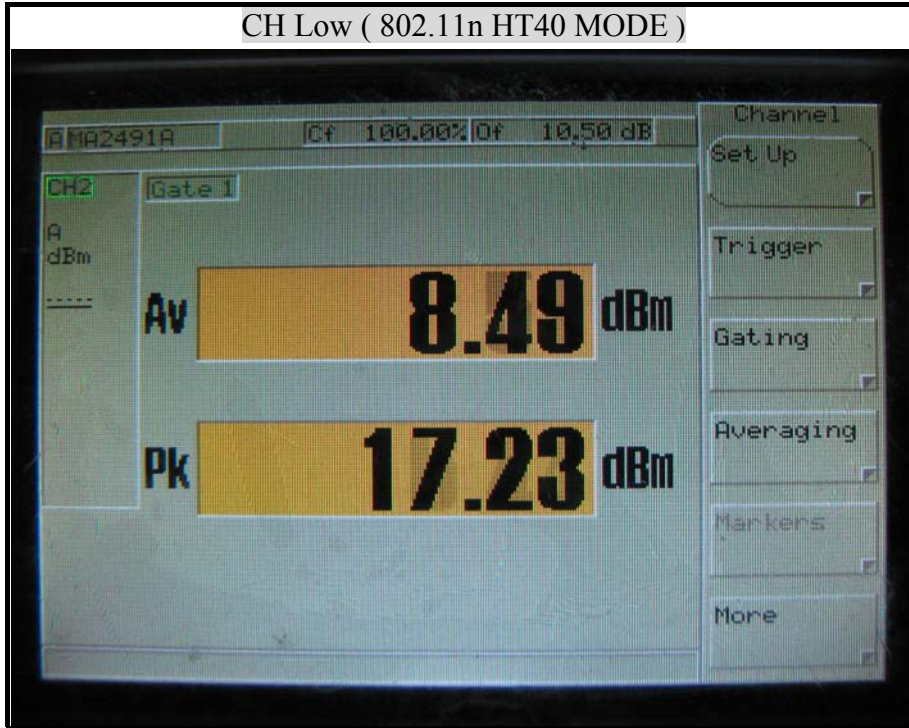 CH Low ( 802.11n HT40 MODE )
A MA2491A Cf 100.00% Of 10.50 dB
Channel
Set Up
CH2 Gate 1
A
dBm
-----
Trigger
Av 8.49 dBm
Gating
Averaging
Pk 17.23 dBm
Markers
More